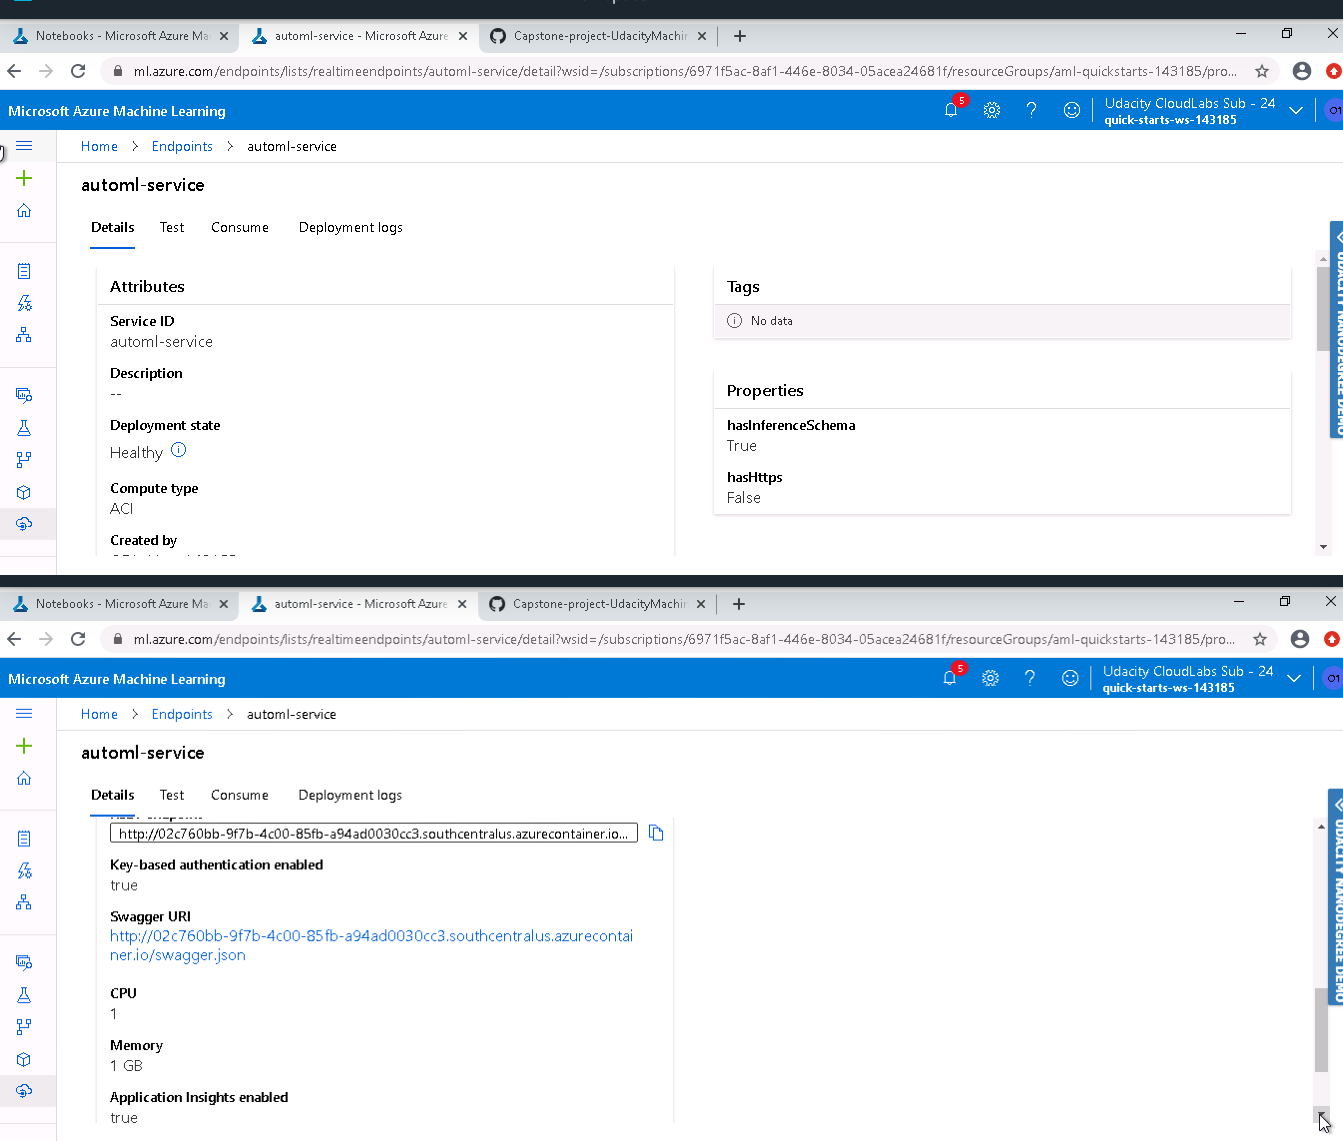 Notebooks - Microsoft Azure Ma
automl-service - Microsoft Azure
Capstone-project-UdacityMachin
ml.azure.com/endpoints/lists/realtimeendpoints/automl-service/detail?wsid=/subscriptions/6971f5ac-8af1-446e-8034-05acea24681f/resourceGroups/aml-quickstarts-143185/pro...
Microsoft Azure Machine Learning
5
Udacity CloudLabs Sub - 24
quick-starts-ws-143185
O1
Home > Endpoints > automl-service
automl-service
Details Test Consume Deployment logs
Attributes
Service ID
automl-service
Description
--
Deployment state
Healthy
Compute type
ACI
Created by
Tags
No data
Properties
hasInferenceSchema
True
hasHttps
False
UDACITY NANODEGREE DEMO
Notebooks - Microsoft Azure Ma
automl-service - Microsoft Azure
Capstone-project-UdacityMachin
ml.azure.com/endpoints/lists/realtimeendpoints/automl-service/detail?wsid=/subscriptions/6971f5ac-8af1-446e-8034-05acea24681f/resourceGroups/aml-quickstarts-143185/pro...
Microsoft Azure Machine Learning
5
Udacity CloudLabs Sub - 24
quick-starts-ws-143185
O1
Home > Endpoints > automl-service
automl-service
Details Test Consume Deployment logs
http://02c760bb-9f7b-4c00-85fb-a94ad0030cc3.southcentralus.azurecontainer.io...
Key-based authentication enabled
true
Swagger URI
http://02c760bb-9f7b-4c00-85fb-a94ad0030cc3.southcentralus.azurecontai
ner.io/swagger.json
CPU
1
Memory
1 GB
Application Insights enabled
true
UDACITY NANODEGREE DEMO